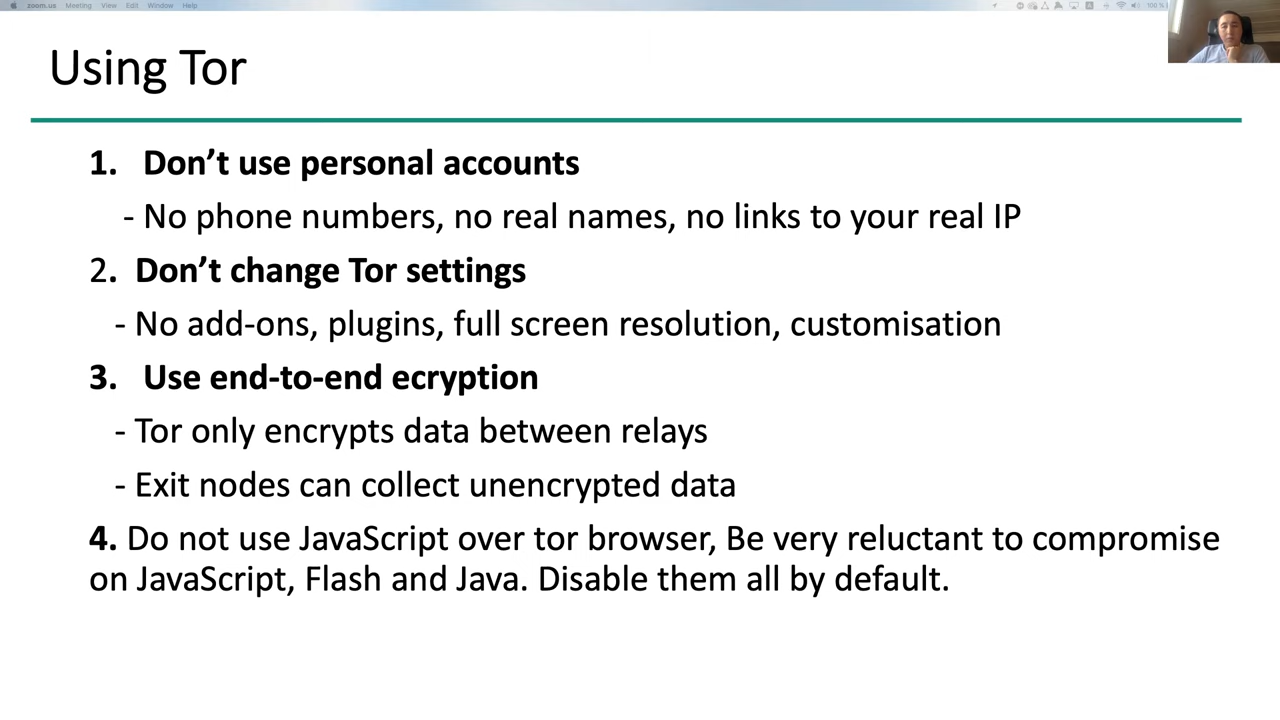 zoom.us Meeting View Edit Window Help 100 %
Using Tor
1. Don’t use personal accounts
- No phone numbers, no real names, no links to your real IP
2. Don’t change Tor settings
- No add-ons, plugins, full screen resolution, customisation
3. Use end-to-end ecryption
- Tor only encrypts data between relays
- Exit nodes can collect unencrypted data
4. Do not use JavaScript over tor browser, Be very reluctant to compromise
on JavaScript, Flash and Java. Disable them all by default.